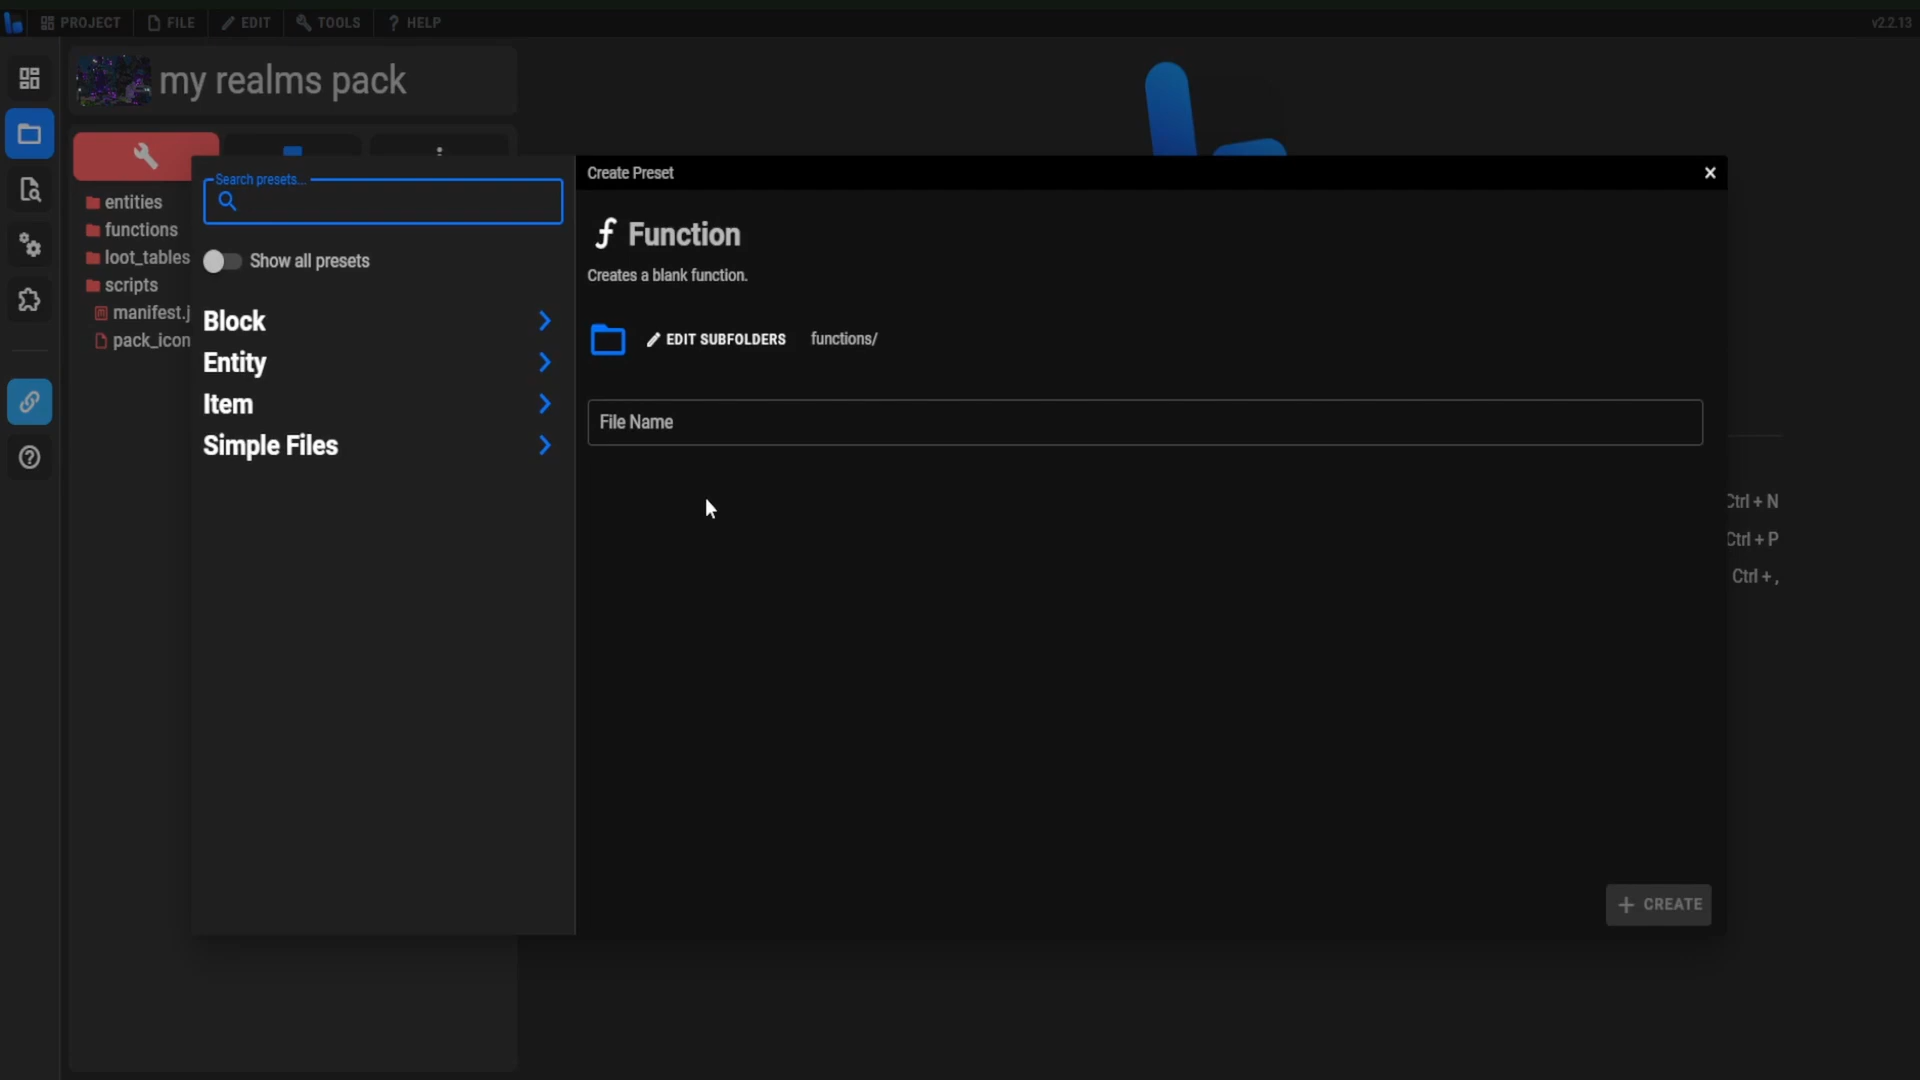 PROJECT FILE EDIT TOOLS ? HELP v2.2.13
my realms pack
entities
functions
loot_tables
scripts
manifest.j
pack_icon
Search presets...
Show all presets
Block
Entity
Item
Simple Files
Create Preset
Function
Creates a blank function.
EDIT SUBFOLDERS functions/
File Name
+ CREATE
Ctrl + N
Ctrl + P
Ctrl + ,